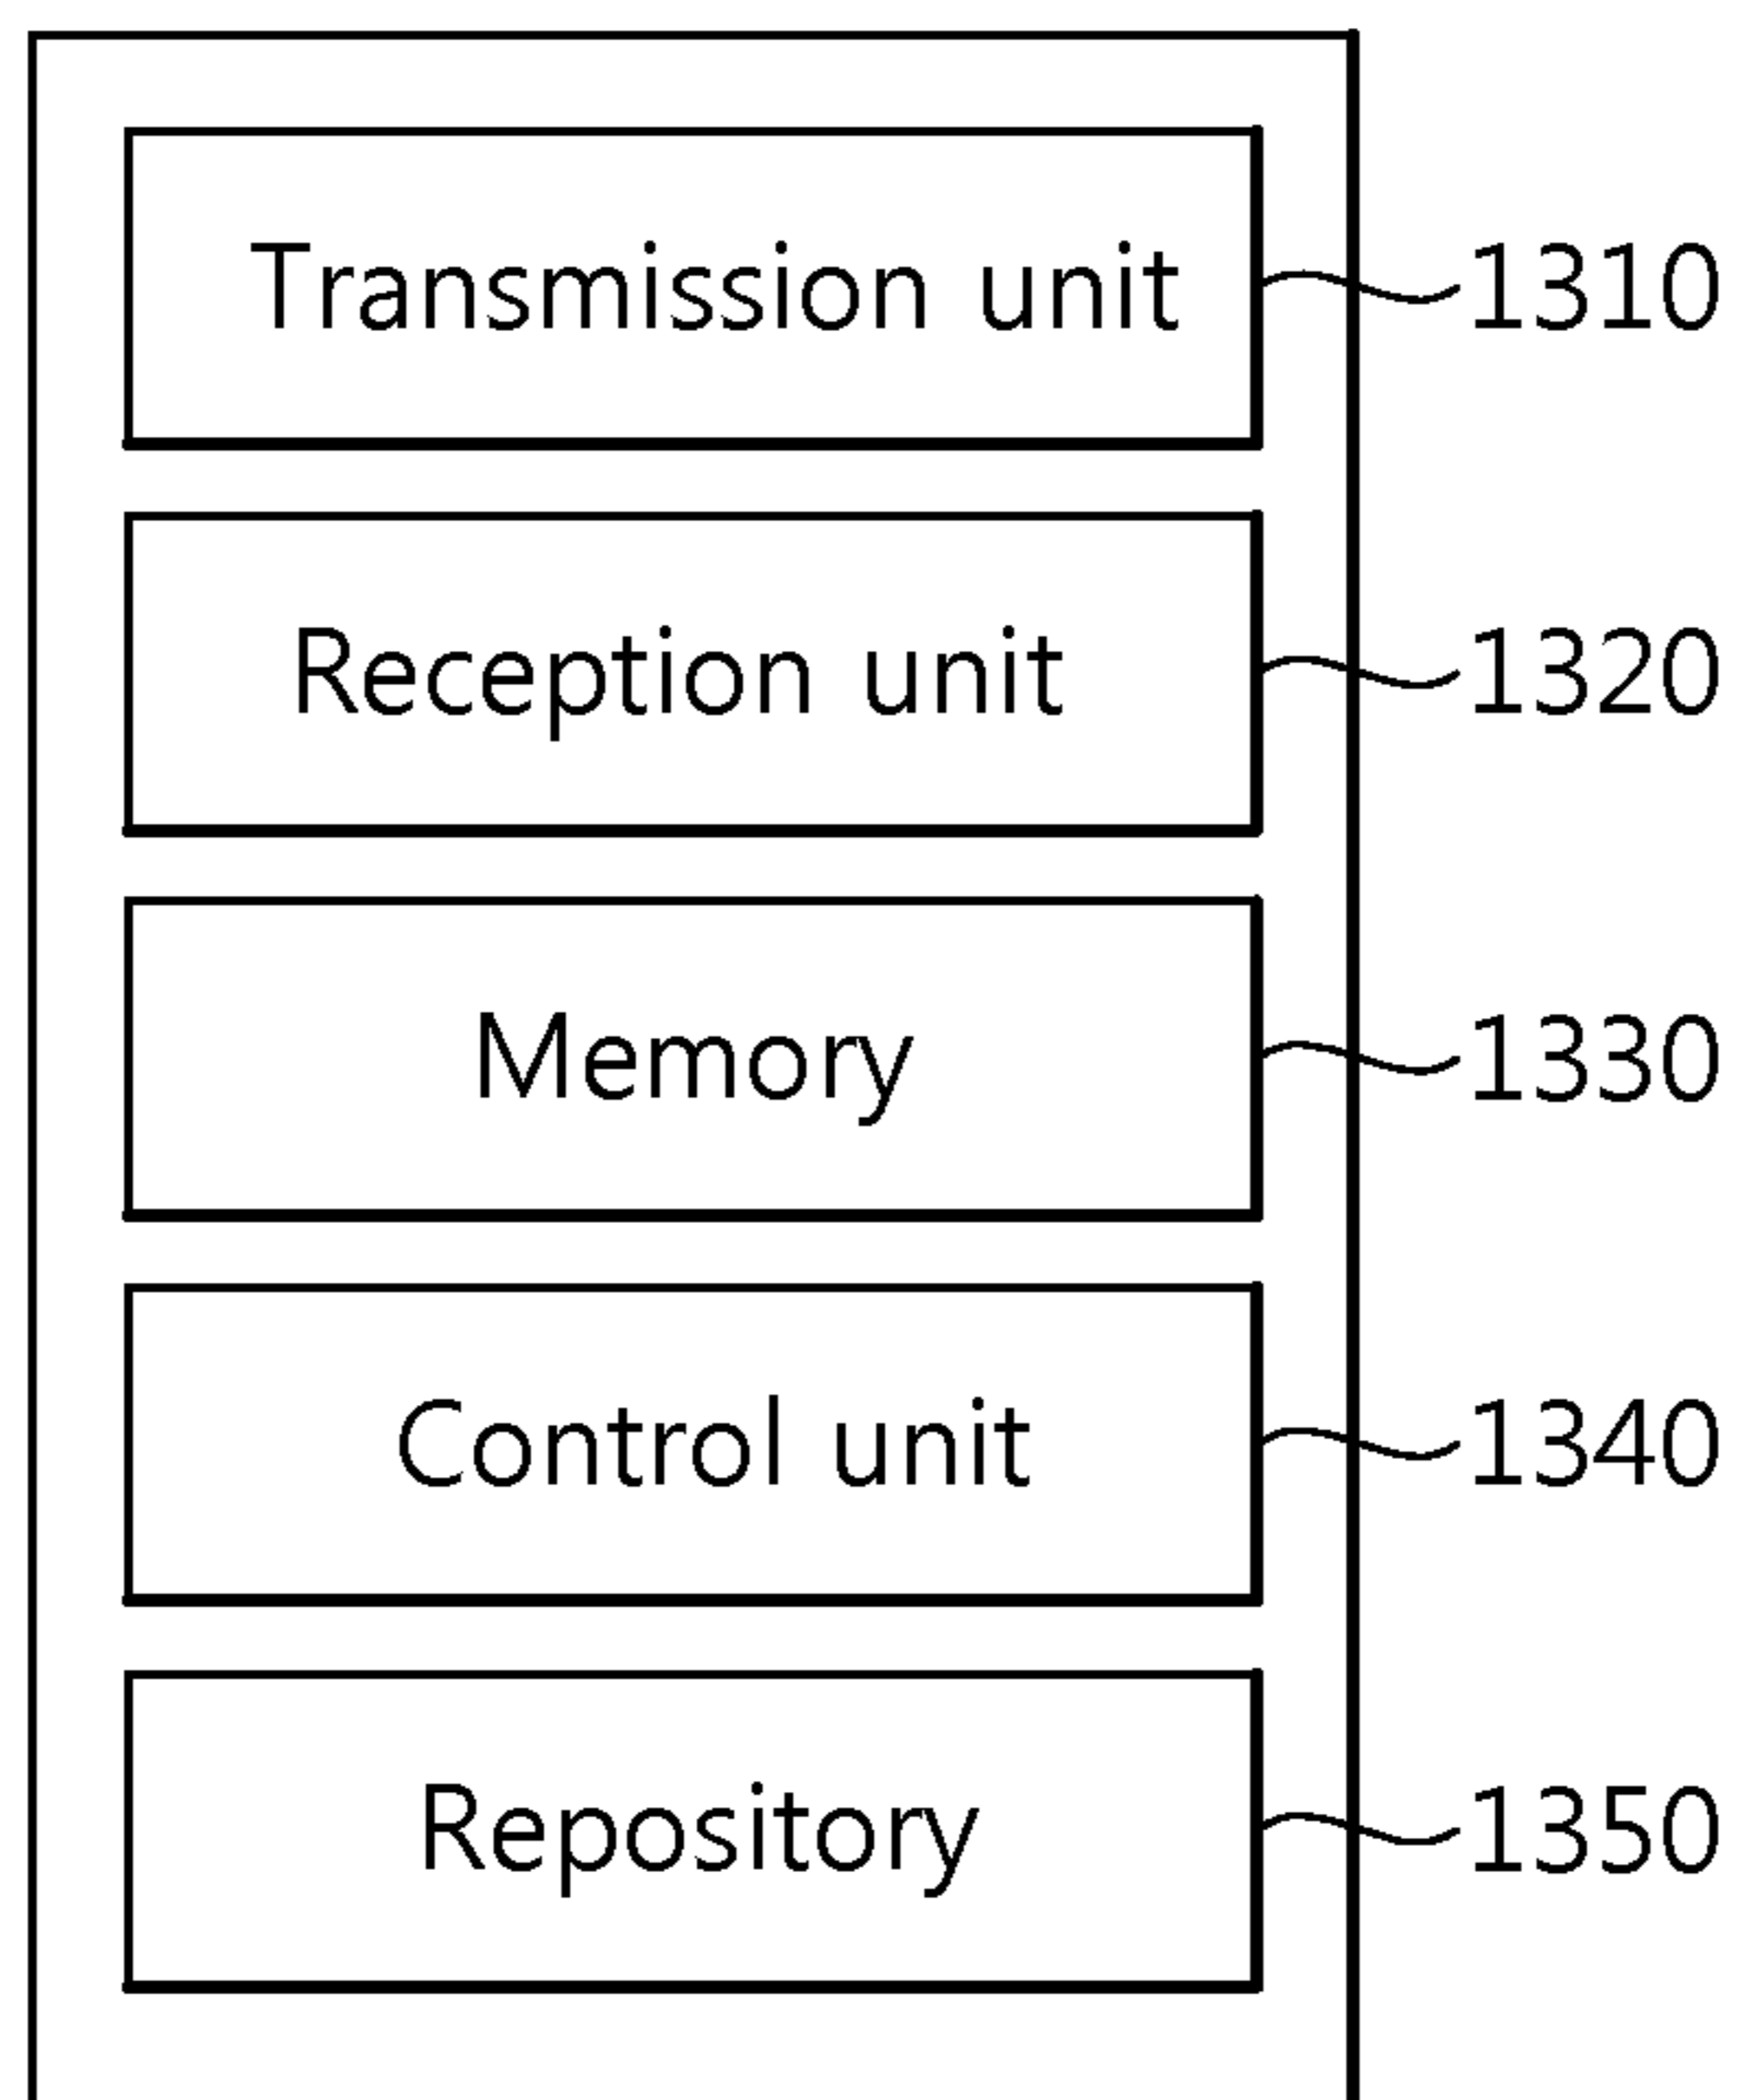 Transmission unit 1310
Reception unit 1320
Memory 1330
Control unit 1340
Repository 1350